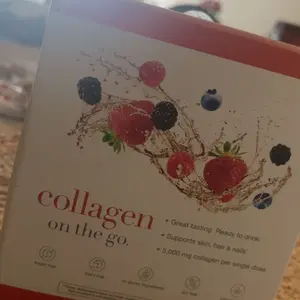 collagen
on the go.
• Great tasting Ready to drink.
• Supports skin, hair & nails
• 5,000 mg collagen per single dose